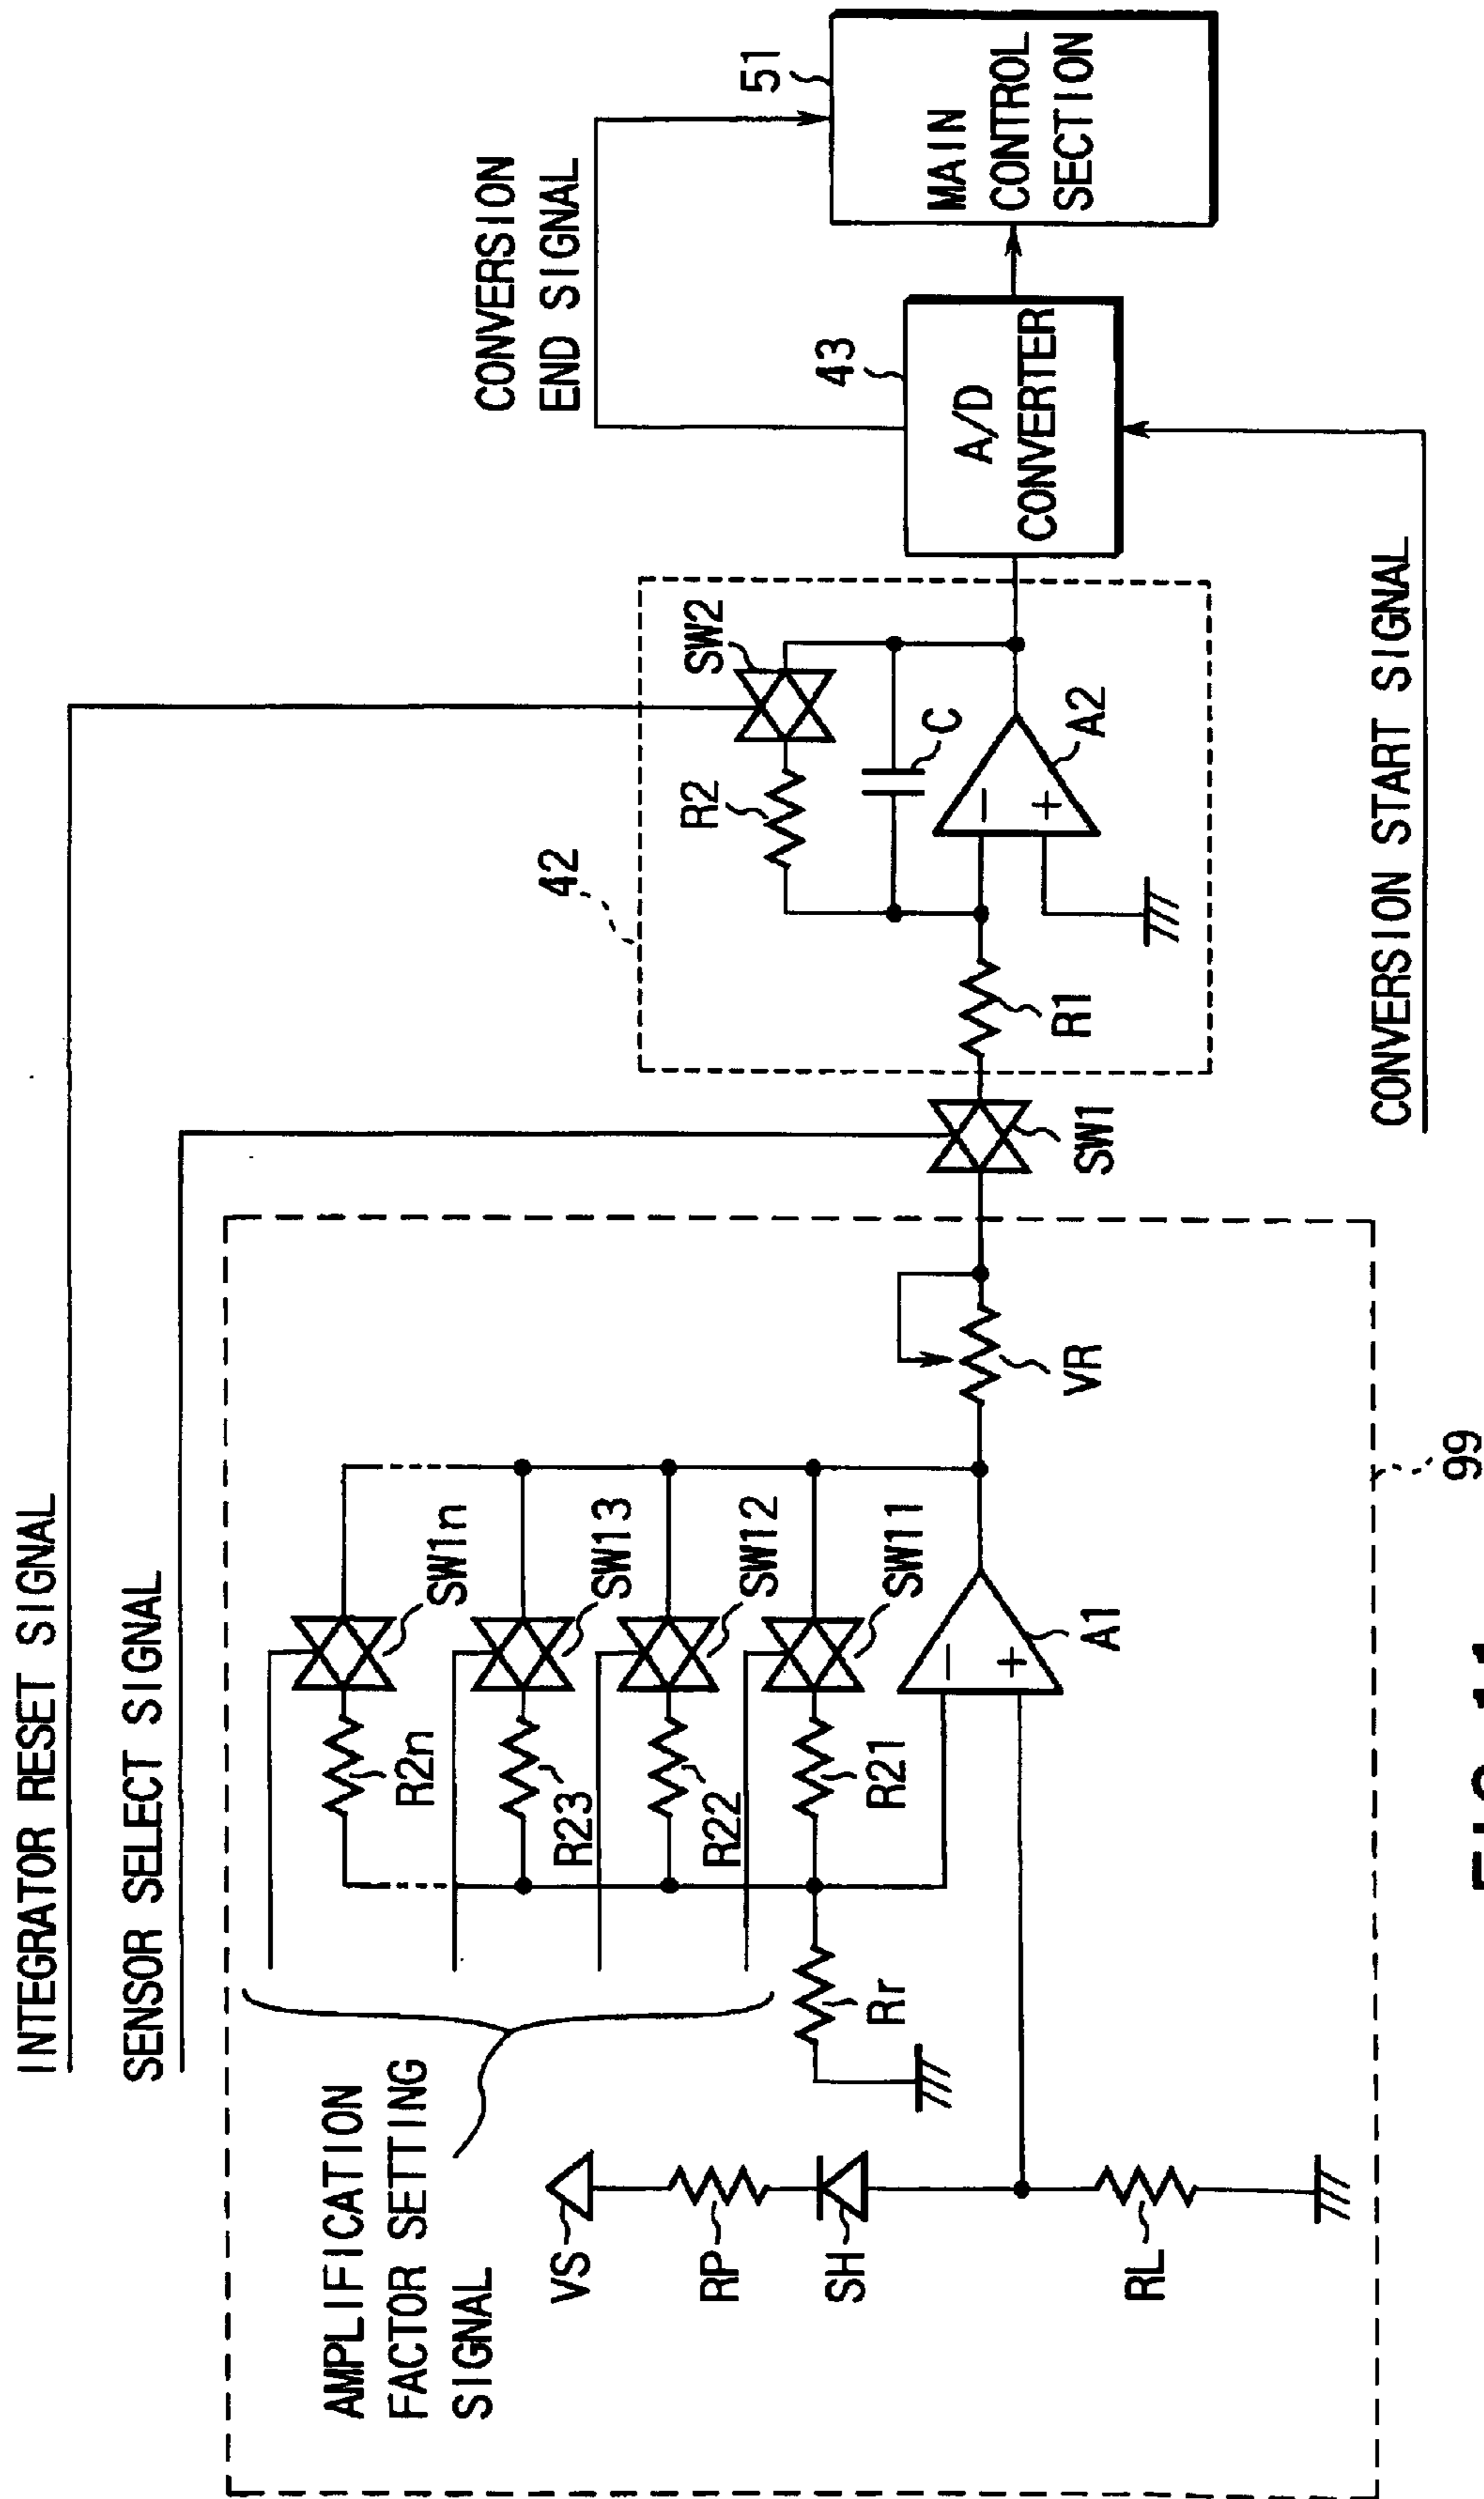 INTEGRATOR RESET SIGNAL
SENSOR SELECT SIGNAL
AMPLIFICATION
FACTOR SETTING
SIGNAL
VS
RP
SH
RL
Rr
R2n
R23
R22
R21
SW1n
SW13
SW12
SW11
A1
VR
99
SW1
42
R1
R2
SW2
C
A2
−
+
−
+
CONVERSION START SIGNAL
43
A/D
CONVERTER
CONVERSION
END SIGNAL
51
MAIN
CONTROL
SECTION